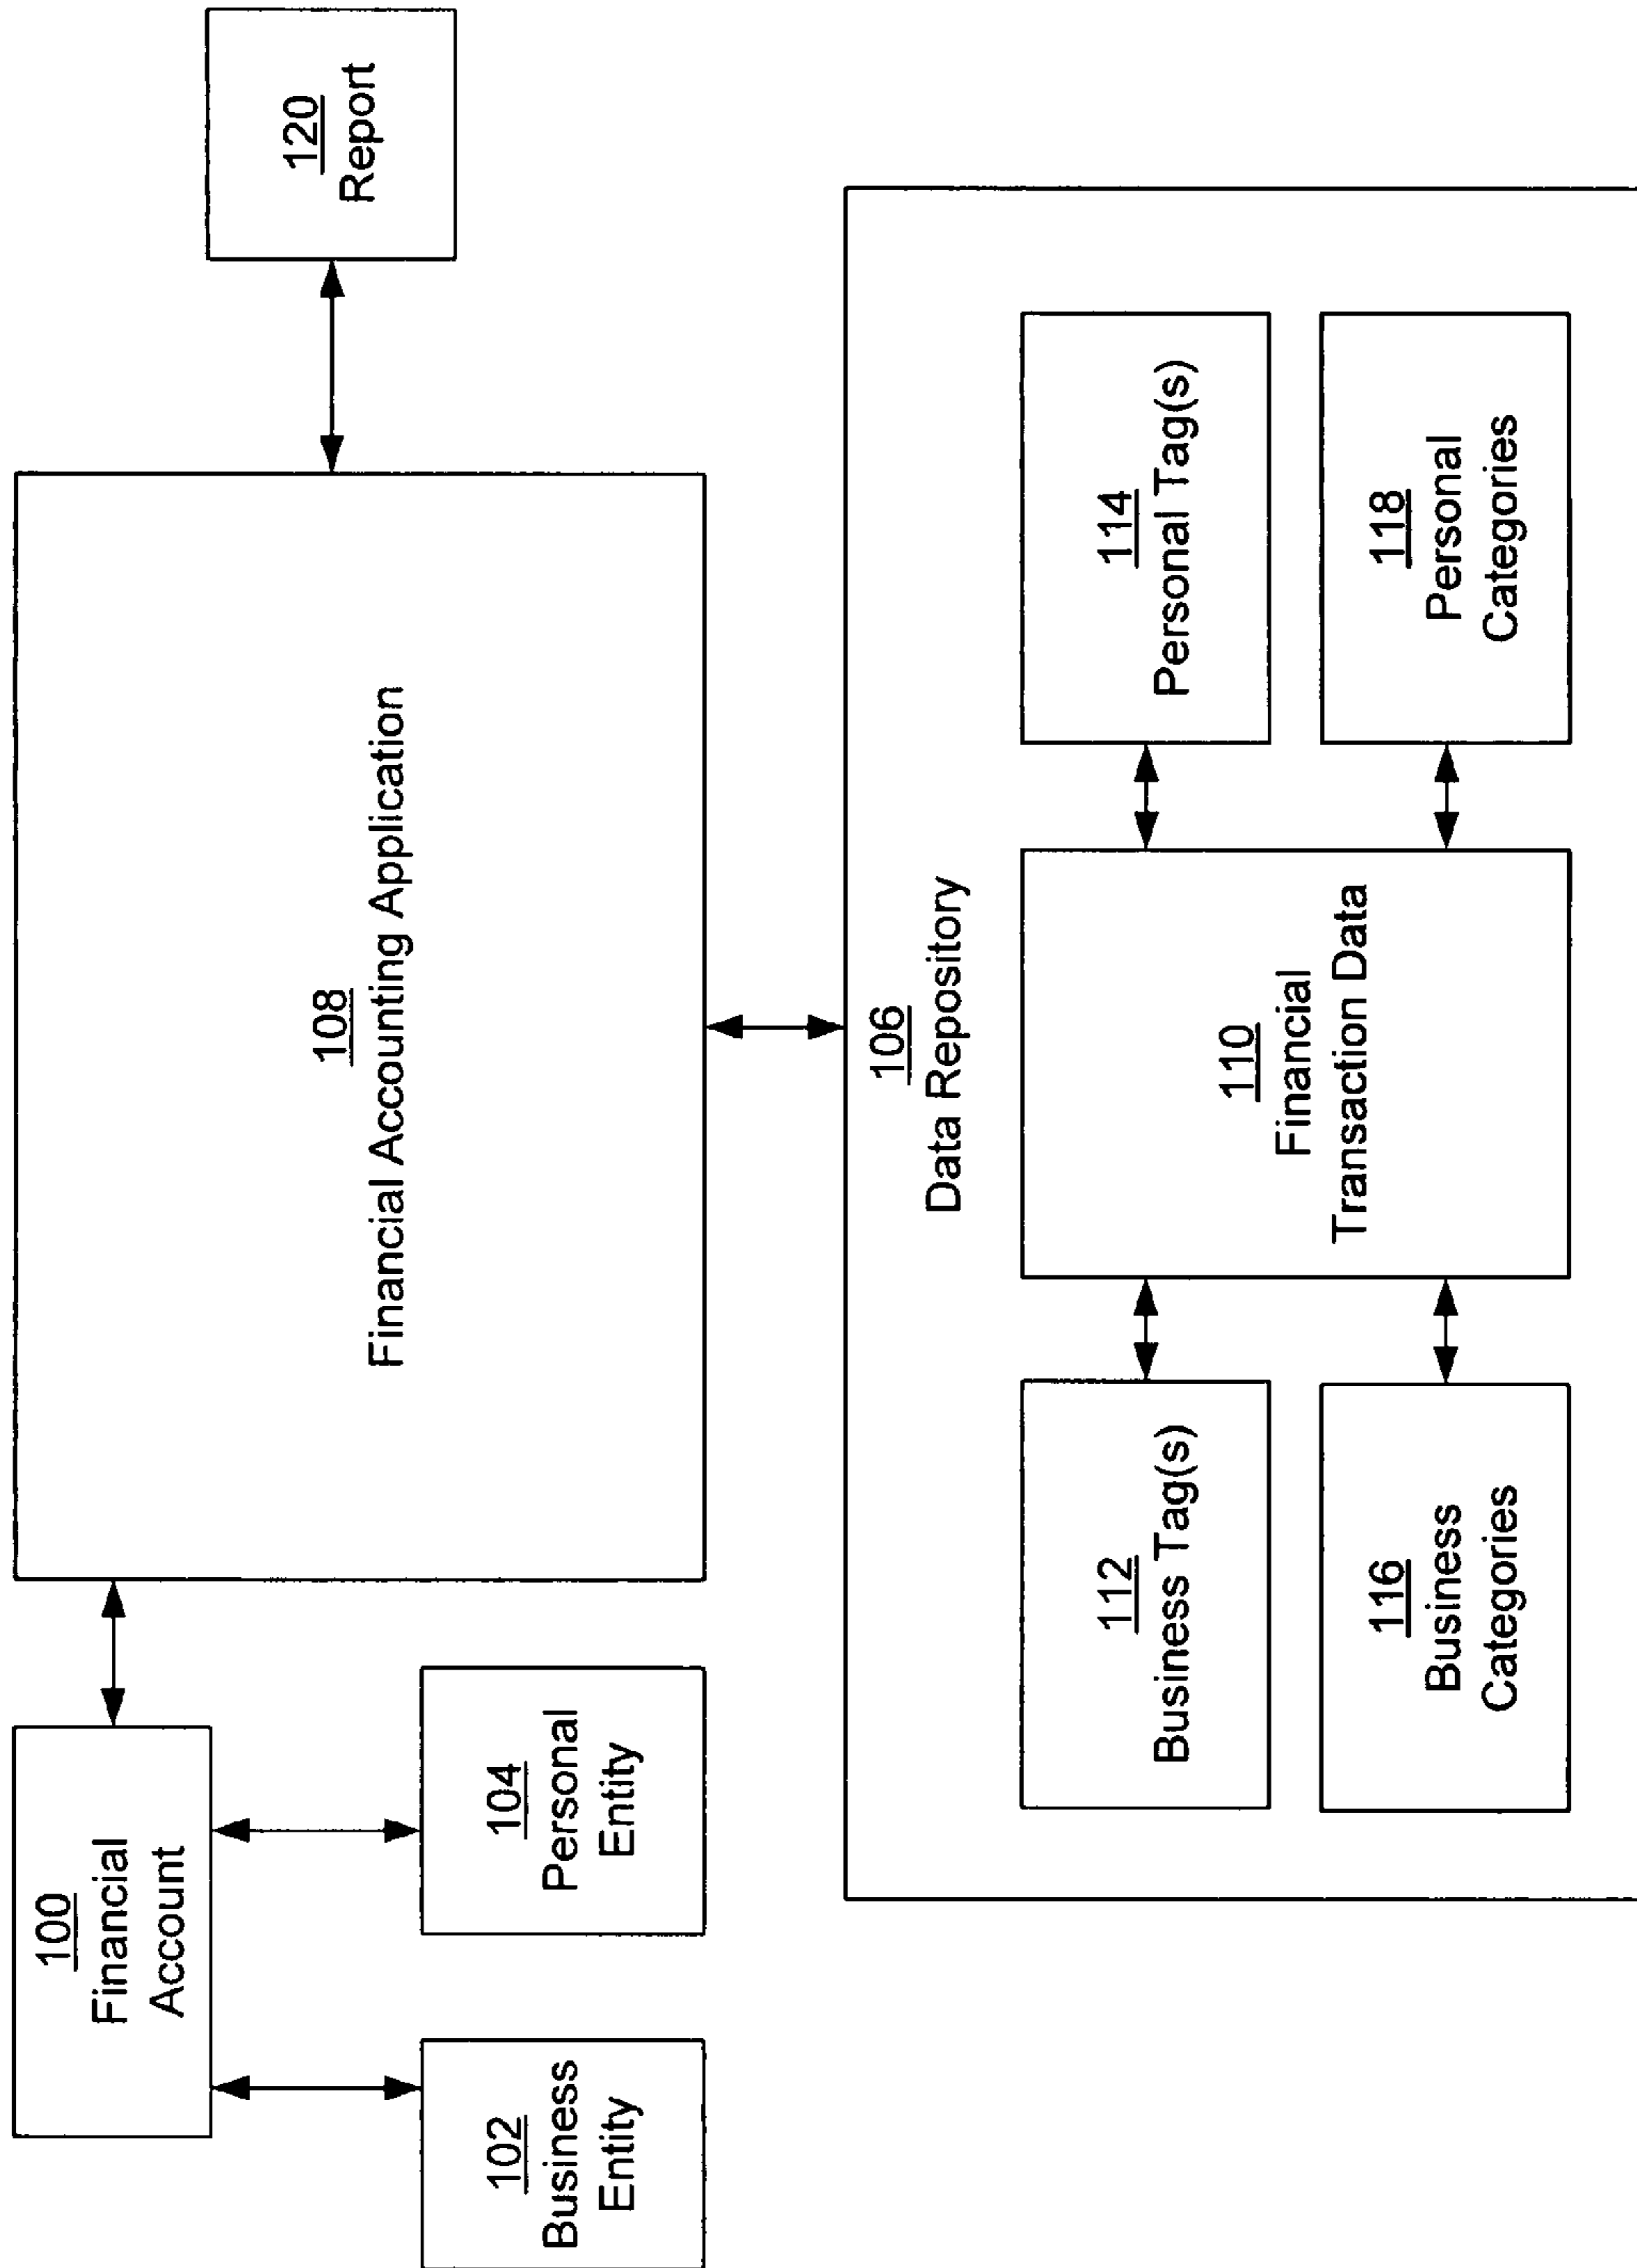 100
Financial
Account
102
Business
Entity
104
Personal
Entity
108
Financial Accounting Application
120
Report
106
Data Repository
112
Business Tag(s)
116
Business
Categories
110
Financial
Transaction Data
114
Personal Tag(s)
118
Personal
Categories